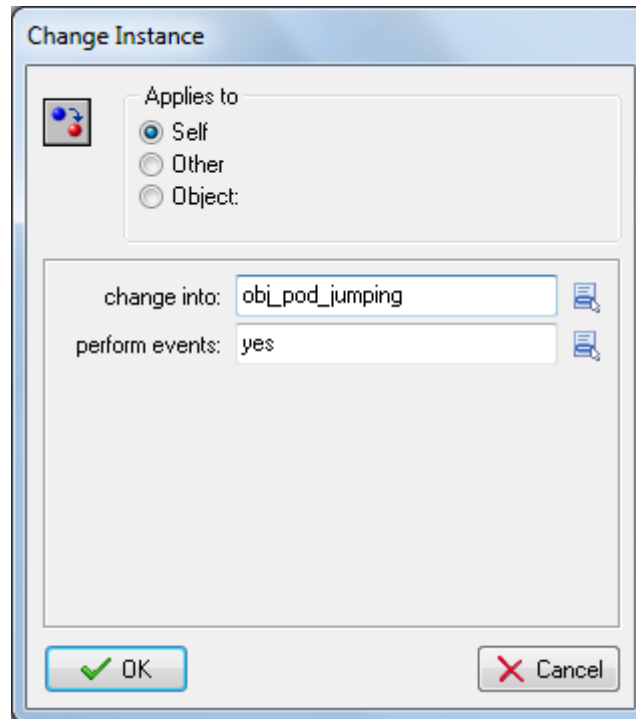 Change Instance
Applies to
Self
Other
Object:
change into: obj_pod_jumping
perform events: yes
OK
Cancel